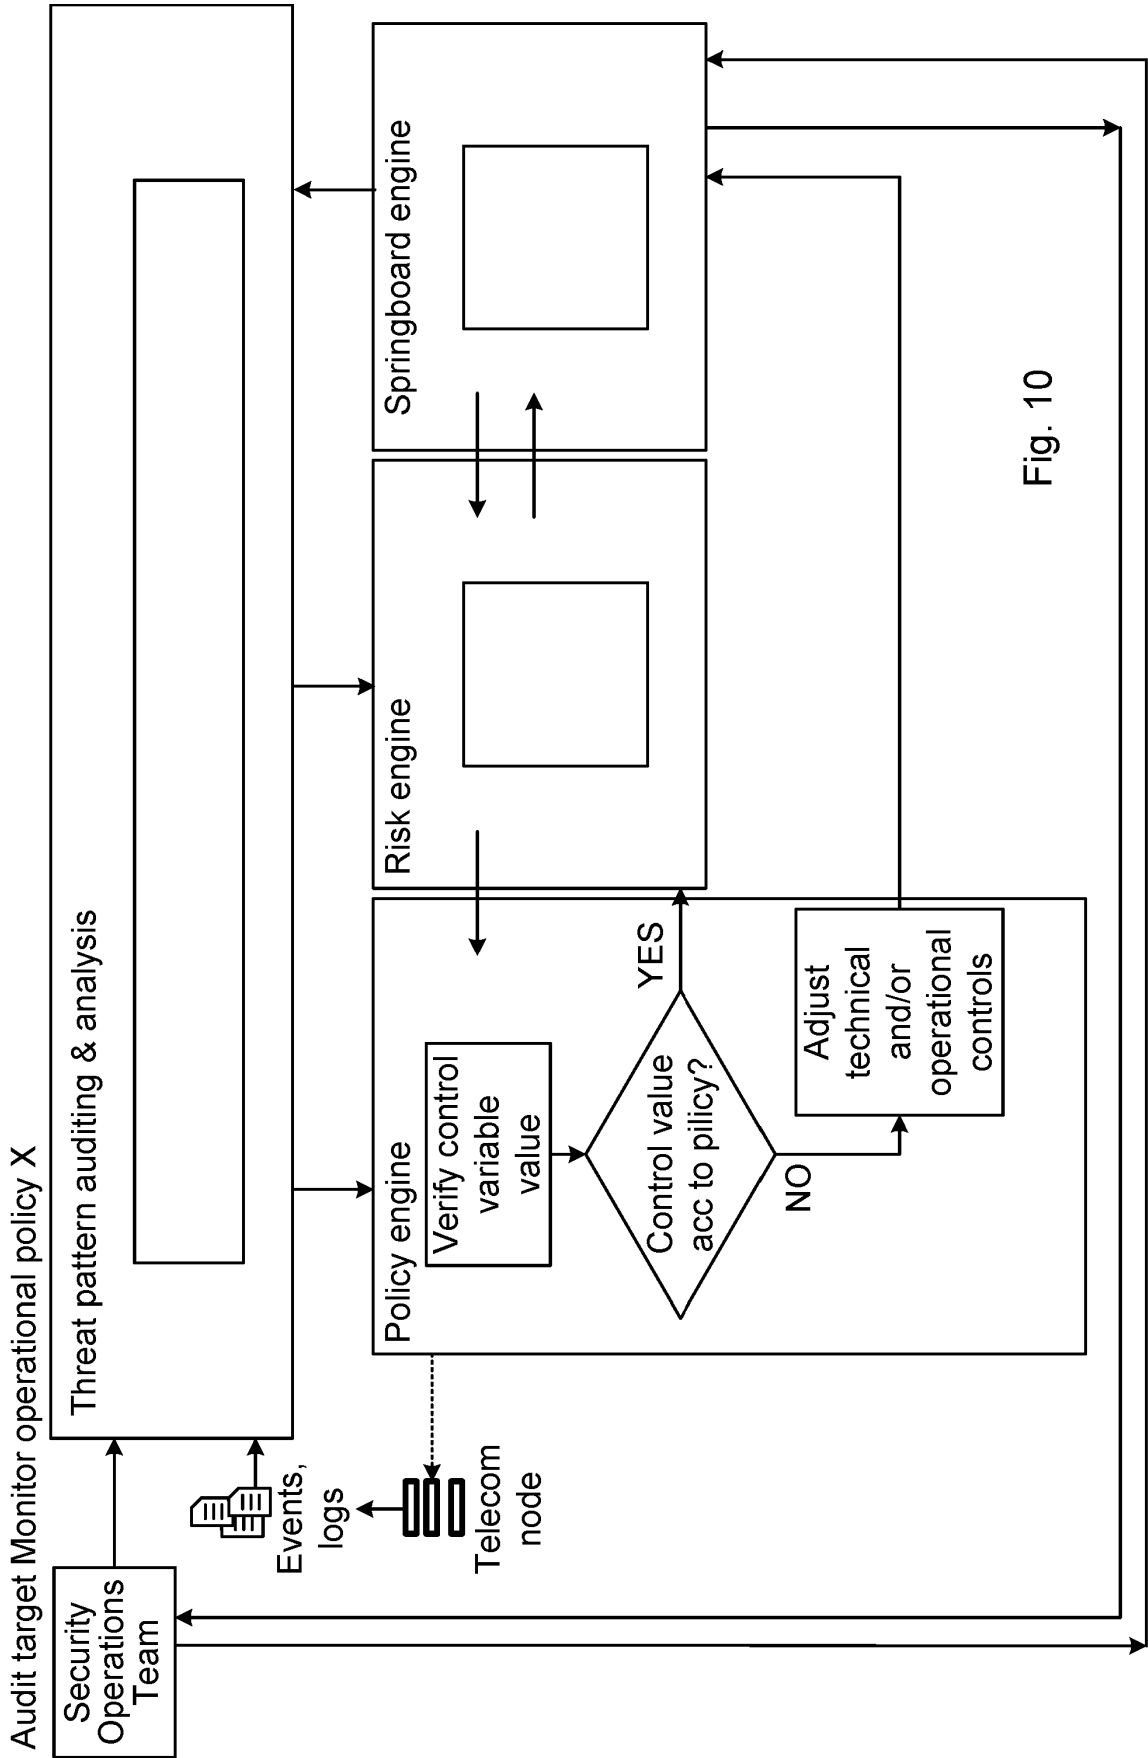 Audit target Monitor operational policy X
Security
Operations
Team
Threat pattern auditing & analysis
Events,
logs
Telecom
node
Policy engine
Verify control
variable
value
Control value
acc to pilicy?
YES
NO
Adjust
technical
and/or
operational
controls
Risk engine
Springboard engine
Fig. 10